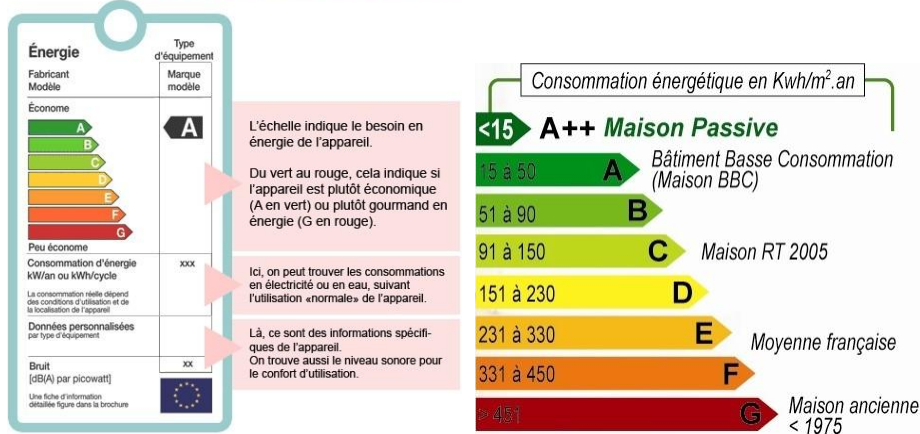 Énergie
Type
d'équipement
Fabricant
Modèle
Marque
modèle
Économe
A
A
B
C
D
E
F
G
Peu économe
Consommation d'énergie
kW/an ou kWh/cycle
xxx
La consommation réelle dépend
des conditions d'utilisation et de
la localisation de l'appareil
Données personnalisées
par type d'équipement
Bruit
[dB(A) par picowatt]
xx
Une fiche d'information
détaillée figure dans la brochure
L'échelle indique le besoin en
énergie de l'appareil.
Du vert au rouge, cela indique si
l'appareil est plutôt économique
(A en vert) ou plutôt gourmand en
énergie (G en rouge).
Ici, on peut trouver les consommations
en électricité ou en eau, suivant
l'utilisation «normale» de l'appareil.
Là, ce sont des informations spécifi-
ques de l'appareil.
On trouve aussi le niveau sonore pour
le confort d'utilisation.
Consommation énergétique en Kwh/m².an
<15 A++ Maison Passive
15 à 50 A Bâtiment Basse Consommation
(Maison BBC)
51 à 90 B
91 à 150 C Maison RT 2005
151 à 230 D
231 à 330 E
Moyenne française
331 à 450 F
> 451 G Maison ancienne
< 1975